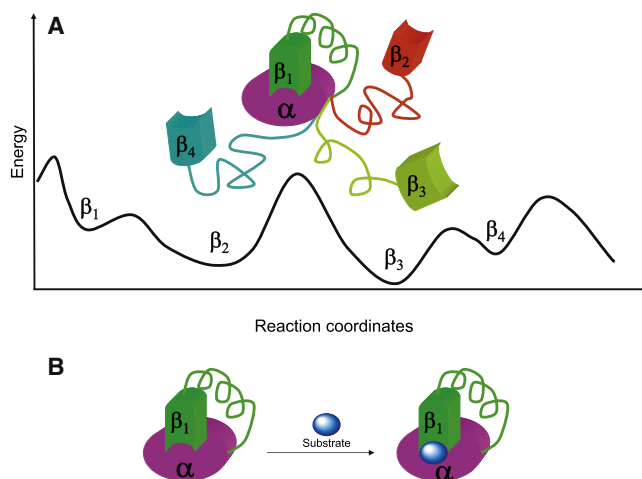 A
β2
β1
α
β4
β3
Energy
β1
β2
β3
β4
Reaction coordinates
B
β1
α
Substrate
β1
α